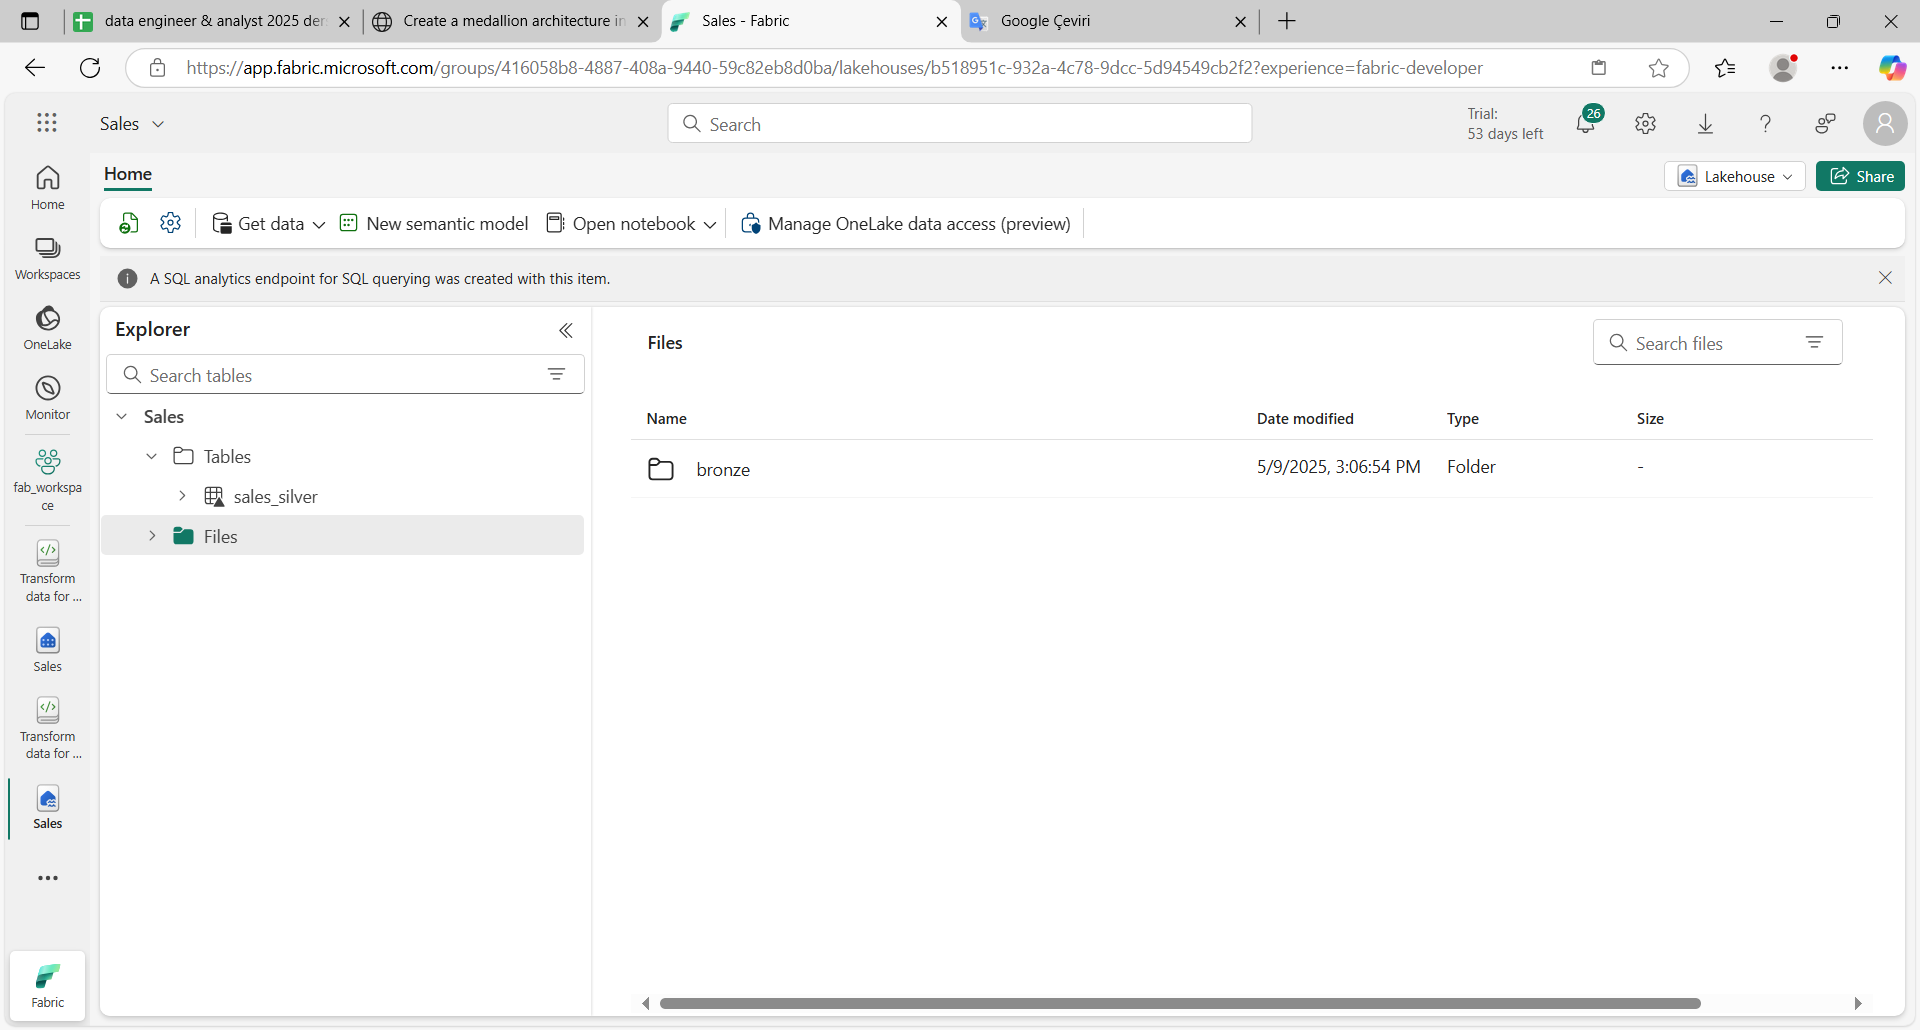 data engineer & analyst 2025 der
Create a medallion architecture in
Sales - Fabric
Google Çeviri
https://app.fabric.microsoft.com/groups/416058b8-4887-408a-9440-59c82eb8d0ba/lakehouses/b518951c-932a-4c78-9dcc-5d94549cb2f2?experience=fabric-developer
Sales
Search
Trial:
53 days left
26
Home
Lakehouse
Share
Get data
New semantic model
Open notebook
Manage OneLake data access (preview)
A SQL analytics endpoint for SQL querying was created with this item.
Home
Workspaces
OneLake
Monitor
fab_workspa
ce
Transform
data for ...
Sales
Transform
data for ...
Sales
Fabric
Explorer
Search tables
Sales
Tables
sales_silver
Files
Files
Search files
Name Date modified Type Size
bronze 5/9/2025, 3:06:54 PM Folder -